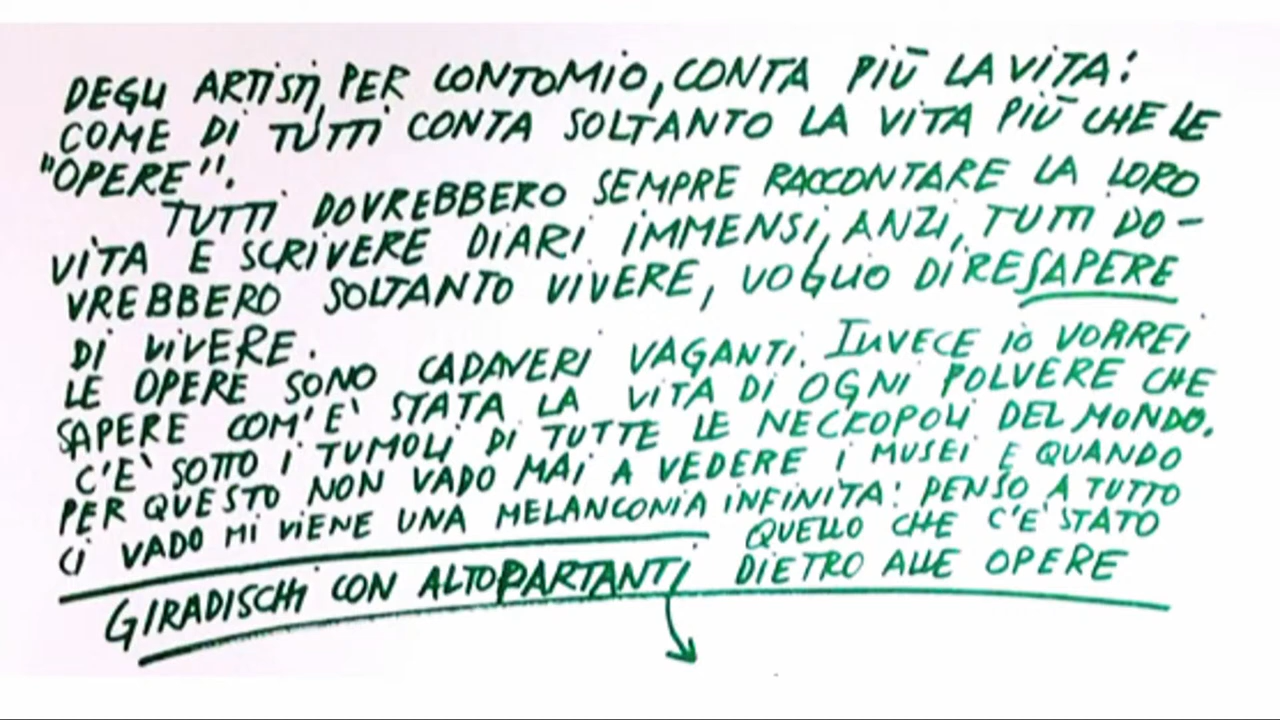 DEGLI ARTISTI, PER CONTO MIO, CONTA PIÙ LA VITA:
COME DI TUTTI CONTA SOLTANTO LA VITA PIÙ CHE LE
"OPERE".
TUTTI DOVREBBERO SEMPRE RACCONTARE LA LORO
VITA E SCRIVERE DIARI IMMENSI, ANZI, TUTTI DO-
VREBBERO SOLTANTO VIVERE, VOGLIO DIRE SAPERE
DI VIVERE.
LE OPERE SONO CADAVERI VAGANTI. INVECE IO VORREI
SAPERE COM'E' STATA LA VITA DI OGNI POLVERE CHE
C'E' SOTTO I TUMOLI DI TUTTE LE NECROPOLI DEL MONDO.
PER QUESTO NON VADO MAI A VEDERE I MUSEI E QUANDO
CI VADO MI VIENE UNA MELANCONIA INFINITA: PENSO A TUTTO
QUELLO CHE C'E' STATO
DIETRO ALLE OPERE
GIRADISCHI CON ALTOPARTANTI